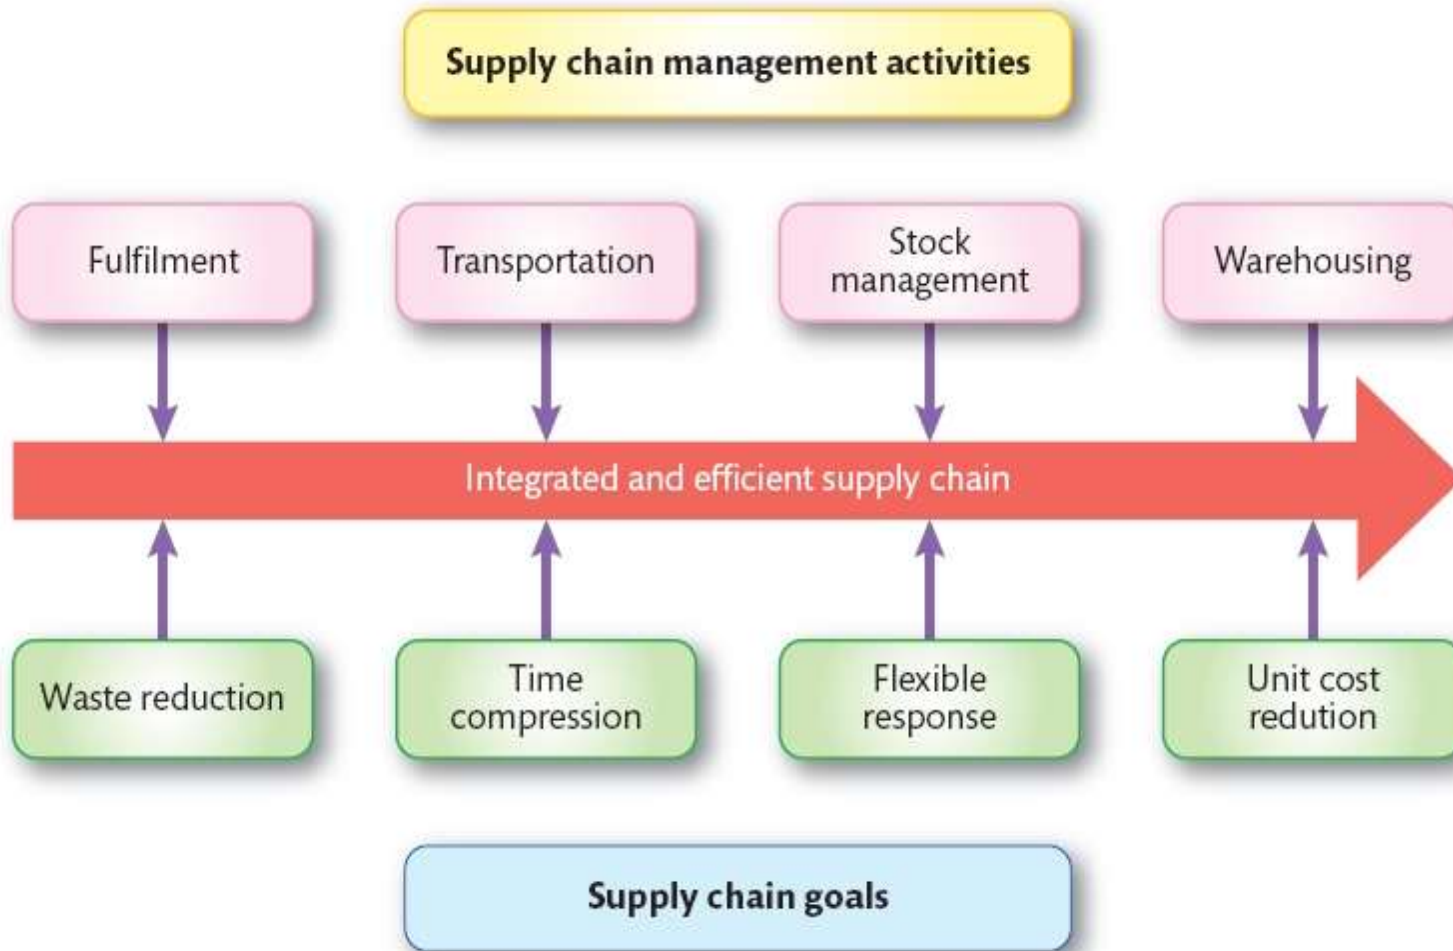 Supply chain management activities
Fulfilment
Transportation
Stock
management
Warehousing
Integrated and efficient supply chain
Waste reduction
Time
compression
Flexible
response
Unit cost
redution
Supply chain goals